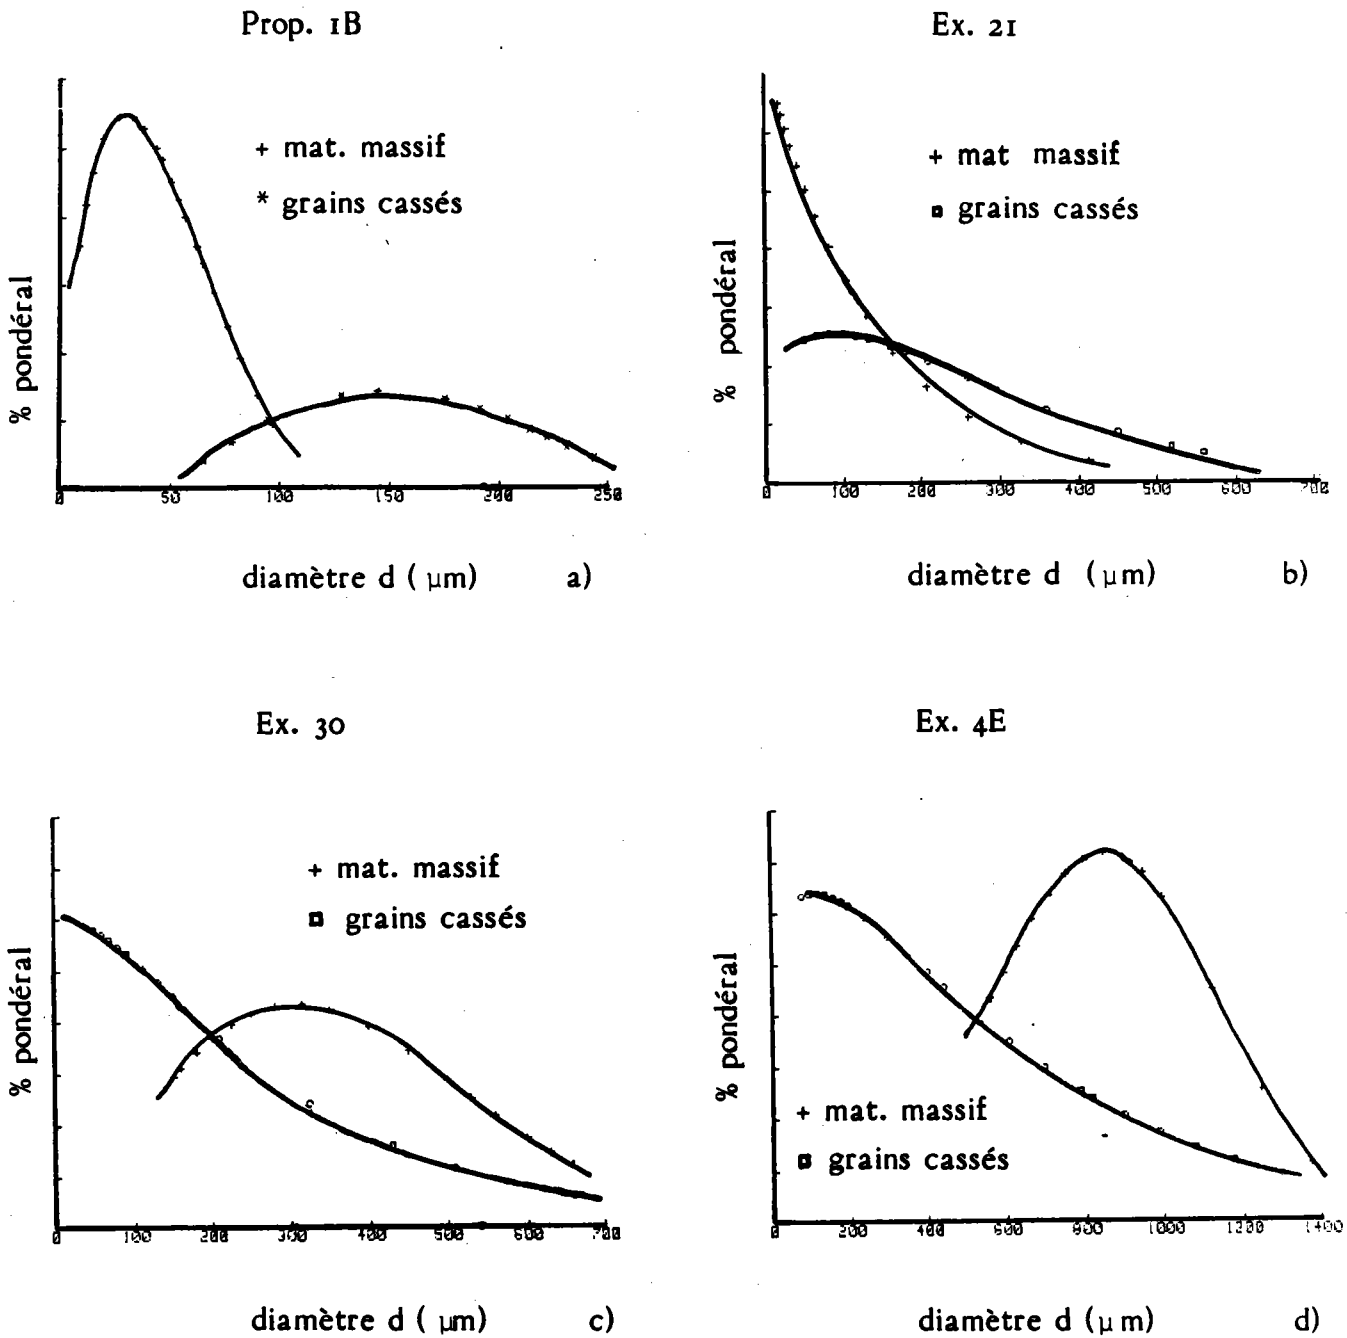 Prop. 1B
+ mat. massif
* grains cassés
% pondéral
0 50 100 150 200 250
diamètre d ( µm) a)
Ex. 21
+ mat massif
▫ grains cassés
% pondéral
0 100 200 300 400 500 600 700
diamètre d (µm) b)
Ex. 30
+ mat. massif
▫ grains cassés
% pondéral
0 100 200 300 400 500 600 700
diamètre d ( µm) c)
Ex. 4E
% pondéral
+ mat. massif
▫ grains cassés
0 200 400 600 800 1000 1200 1400
diamètre d (µm) d)